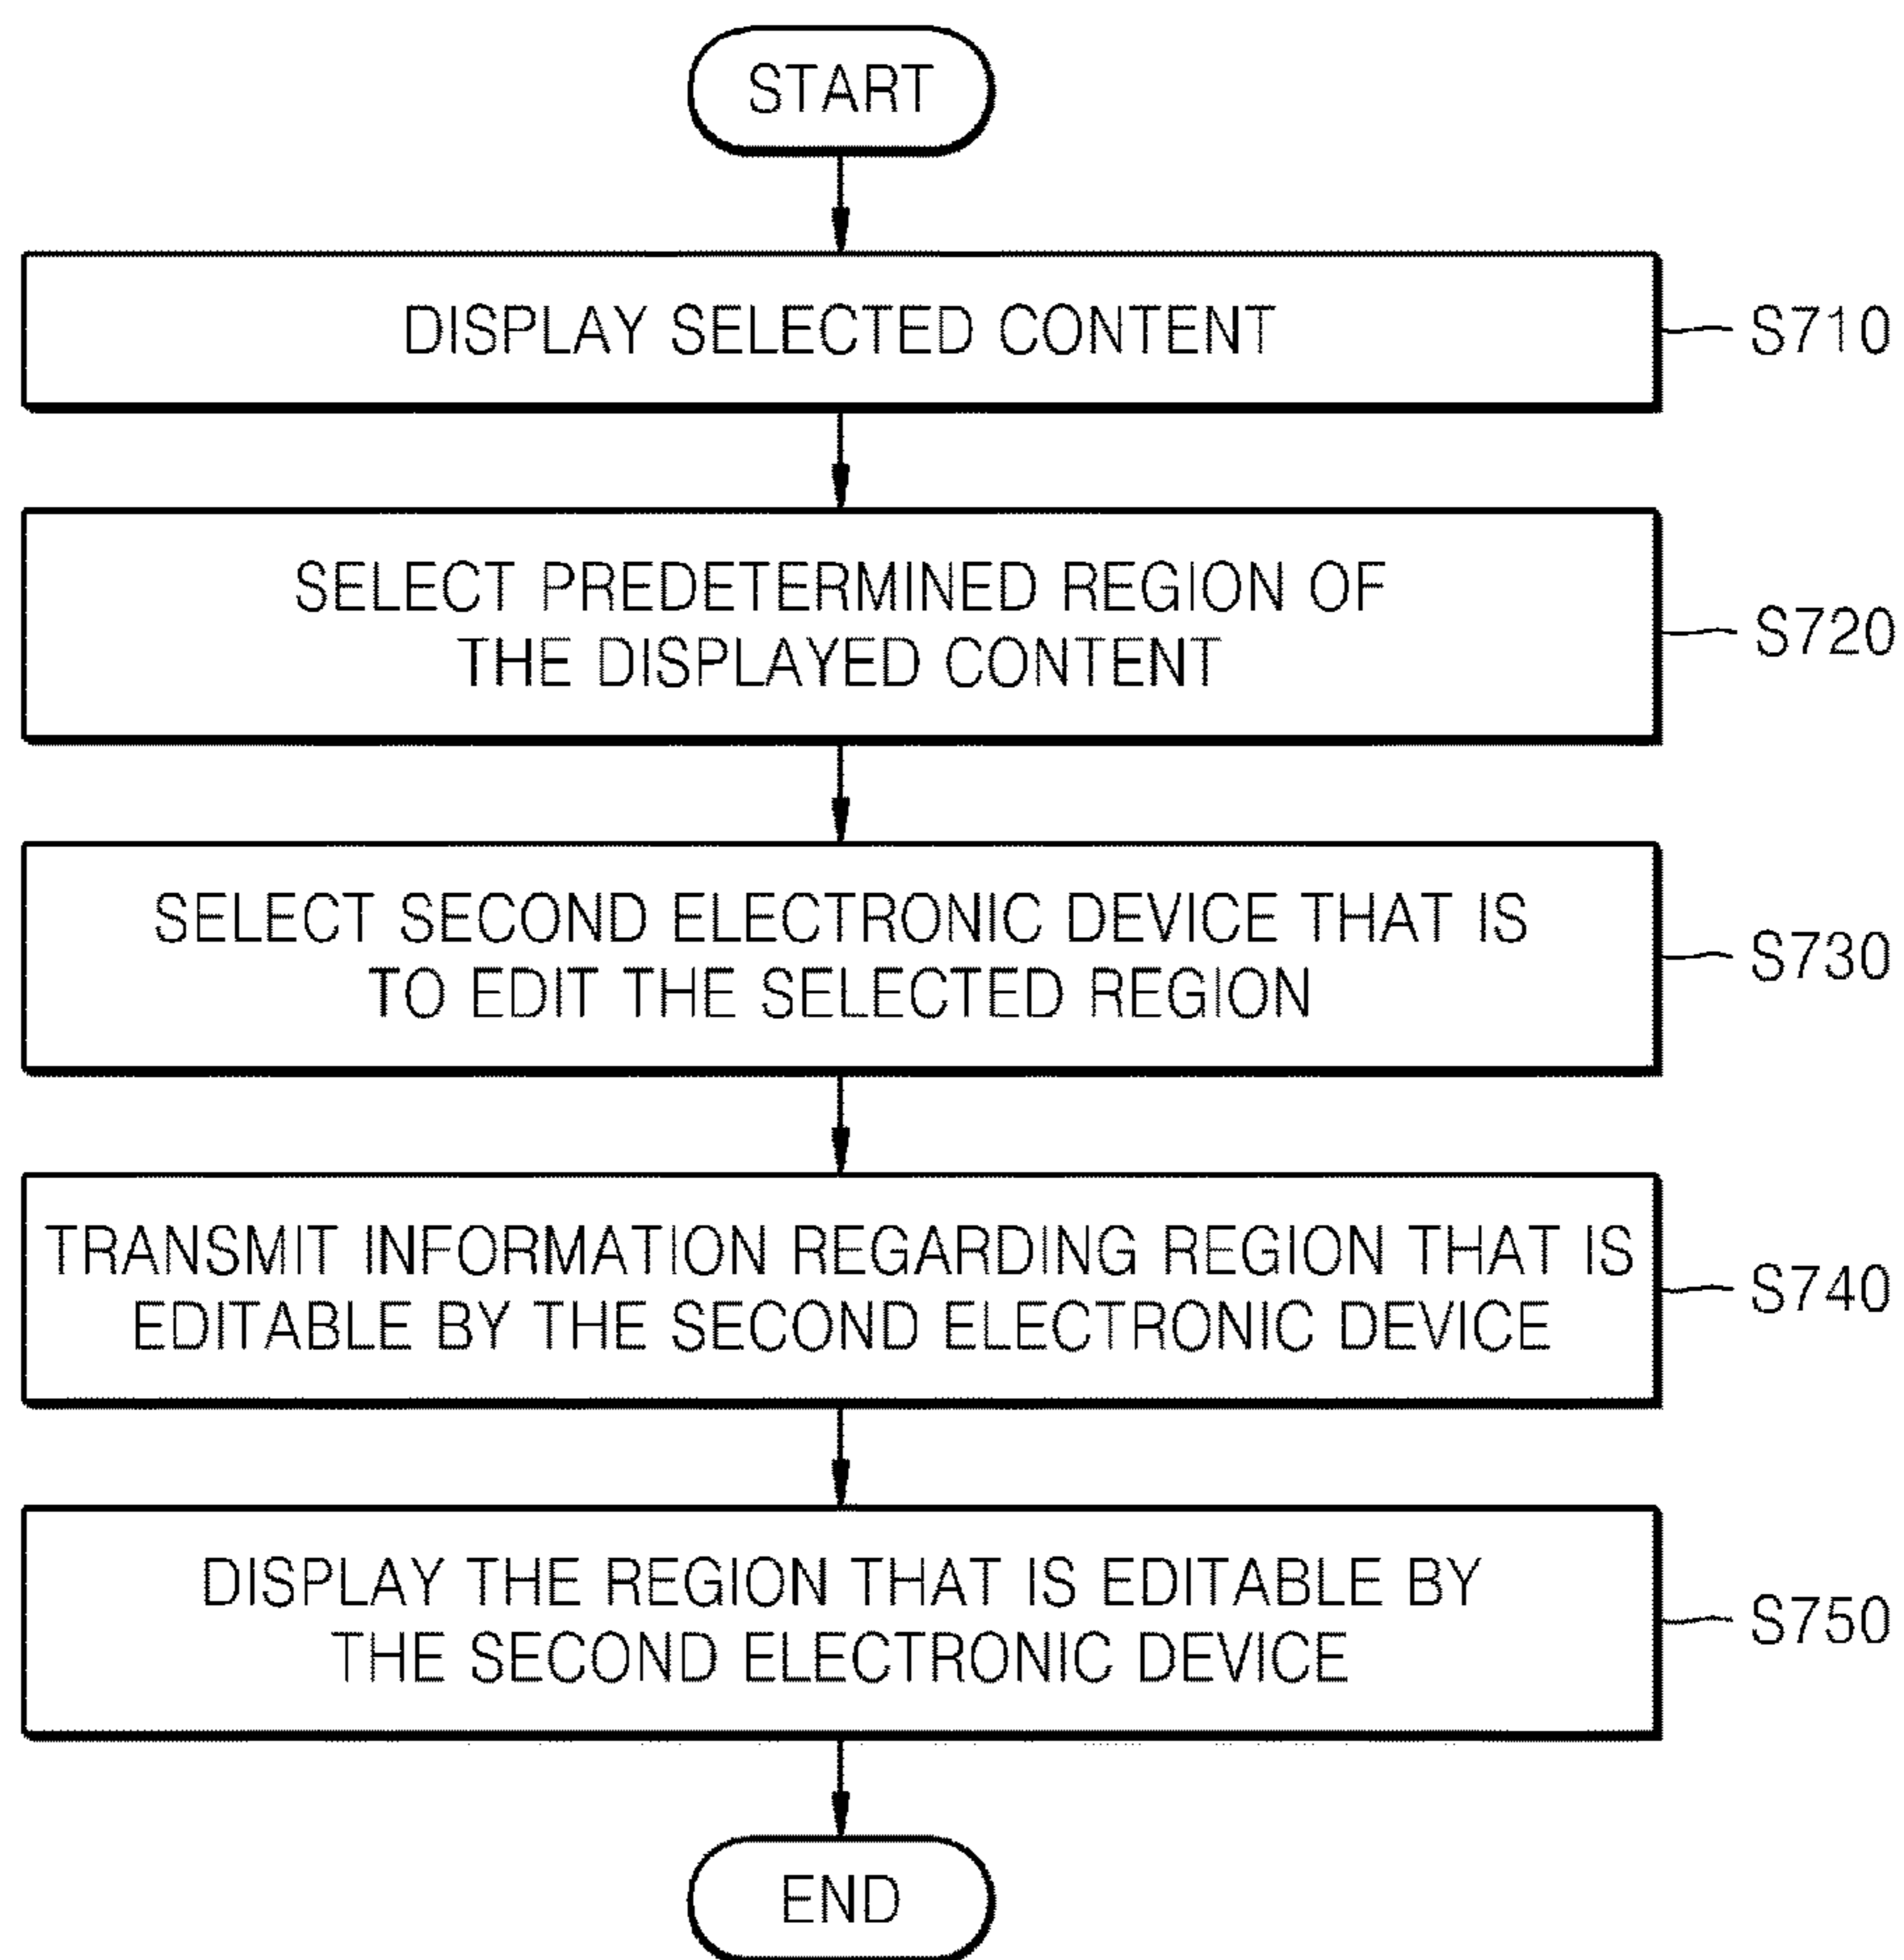 START
DISPLAY SELECTED CONTENT
S710
SELECT PREDETERMINED REGION OF
THE DISPLAYED CONTENT
S720
SELECT SECOND ELECTRONIC DEVICE THAT IS
TO EDIT THE SELECTED REGION
S730
TRANSMIT INFORMATION REGARDING REGION THAT IS
EDITABLE BY THE SECOND ELECTRONIC DEVICE
S740
DISPLAY THE REGION THAT IS EDITABLE BY
THE SECOND ELECTRONIC DEVICE
S750
END